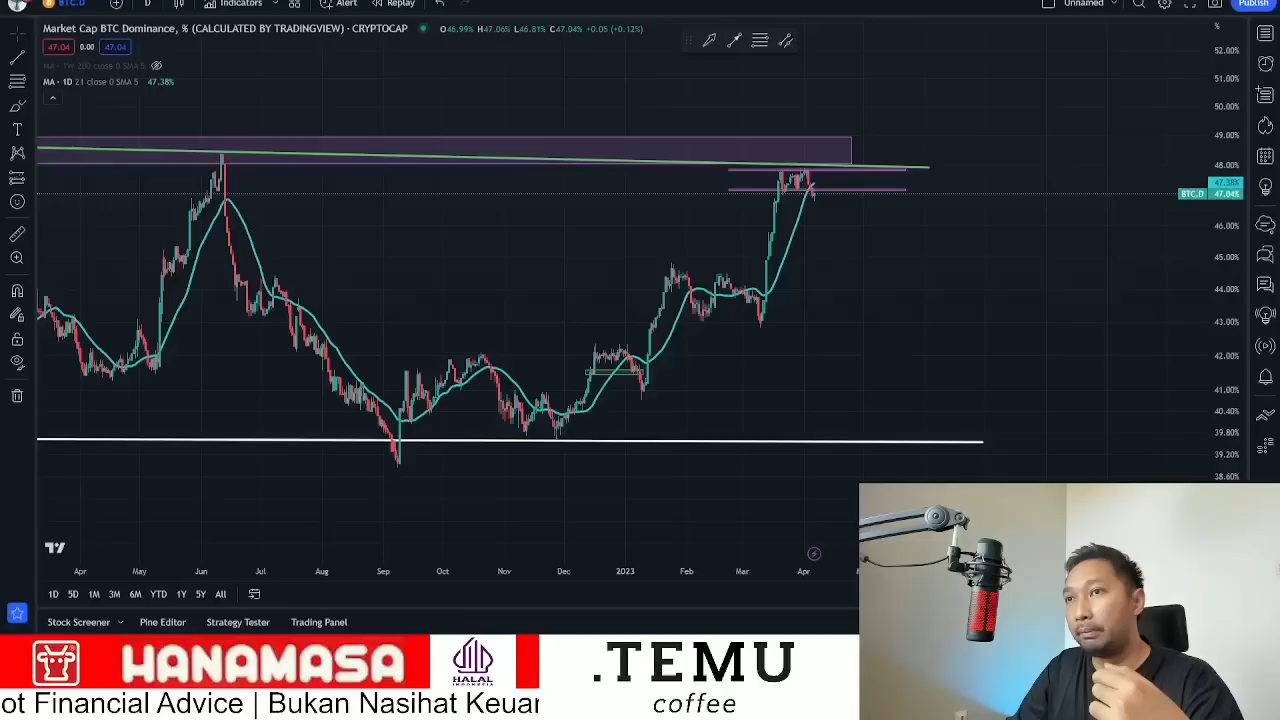 BTC.D
D
Indicators
Alert
Replay
Unnamed
Publish
Market Cap BTC Dominance, % (CALCULATED BY TRADINGVIEW) · CRYPTOCAP
O46.99% H47.06% L46.81% C47.04% +0.05 (+0.12%)
47.04 0.00 47.04
MA · 1D 21 close 0 SMA 5 47.38%
%
52.00%
51.00%
50.00%
49.00%
48.00%
47.38%
BTC.D 47.04%
46.00%
45.00%
44.00%
43.00%
42.00%
41.00%
40.40%
39.80%
39.20%
38.60%
Apr May Jun Jul Aug Sep Oct Nov Dec 2023 Feb Mar Apr
1D 5D 1M 3M 6M YTD 1Y 5Y All
Stock Screener Pine Editor Strategy Tester Trading Panel
HANAMASA
HALAL
INDONESIA
.TEMU
coffee
ot Financial Advice | Bukan Nasihat Keuan